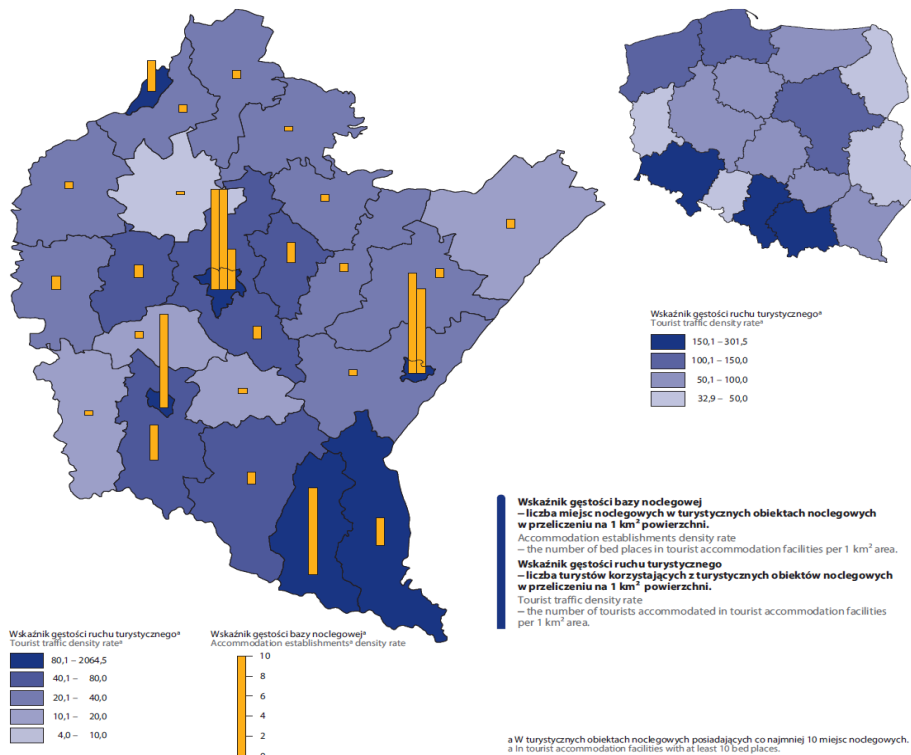 Wskaźnik gęstości ruchu turystycznegoᵃ
Tourist traffic density rateᵃ
150,1 – 301,5
100,1 – 150,0
50,1 – 100,0
32,9 – 50,0
Wskaźnik gęstości bazy noclegowej
– liczba miejsc noclegowych w turystycznych obiektach noclegowych
w przeliczeniu na 1 km² powierzchni.
Accommodation establishments density rate
– the number of bed places in tourist accommodation facilities per 1 km² area.
Wskaźnik gęstości ruchu turystycznego
– liczba turystów korzystających z turystycznych obiektów noclegowych
w przeliczeniu na 1 km² powierzchni.
Tourist traffic density rate
– the number of tourists accommodated in tourist accommodation facilities
per 1 km² area.
Wskaźnik gęstości ruchu turystycznegoᵃ
Tourist traffic density rateᵃ
80,1 – 2064,5
40,1 – 80,0
20,1 – 40,0
10,1 – 20,0
4,0 – 10,0
Wskaźnik gęstości bazy noclegowejᵃ
Accommodation establishmentsᵃ density rate
10
8
6
4
2
a W turystycznych obiektach noclegowych posiadających co najmniej 10 miejsc noclegowych.
a In tourist accommodation facilities with at least 10 bed places.